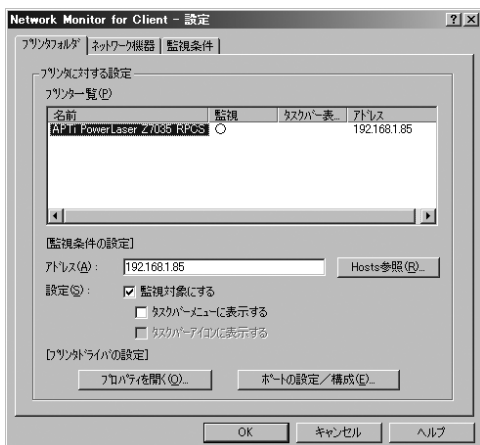 Network Monitor for Client - 設定
プリンタフォルダ ネットワーク機器 監視条件
プリンタに対する設定
プリンター覧(P)
名前 監視 タスクバー表... アドレス
APTi PowerLaser Z7035 RPCS ○ 192.168.1.85
[監視条件の設定]
アドレス(A): 192.168.1.85 Hosts参照(R)...
設定(S): 監視対象にする
タスクバーメニューに表示する
タスクバーアイコンに表示する
[プリンタドライバの設定]
プロパティを開く(O)... ポートの設定/構成(E)...
OK キャンセル ヘルプ